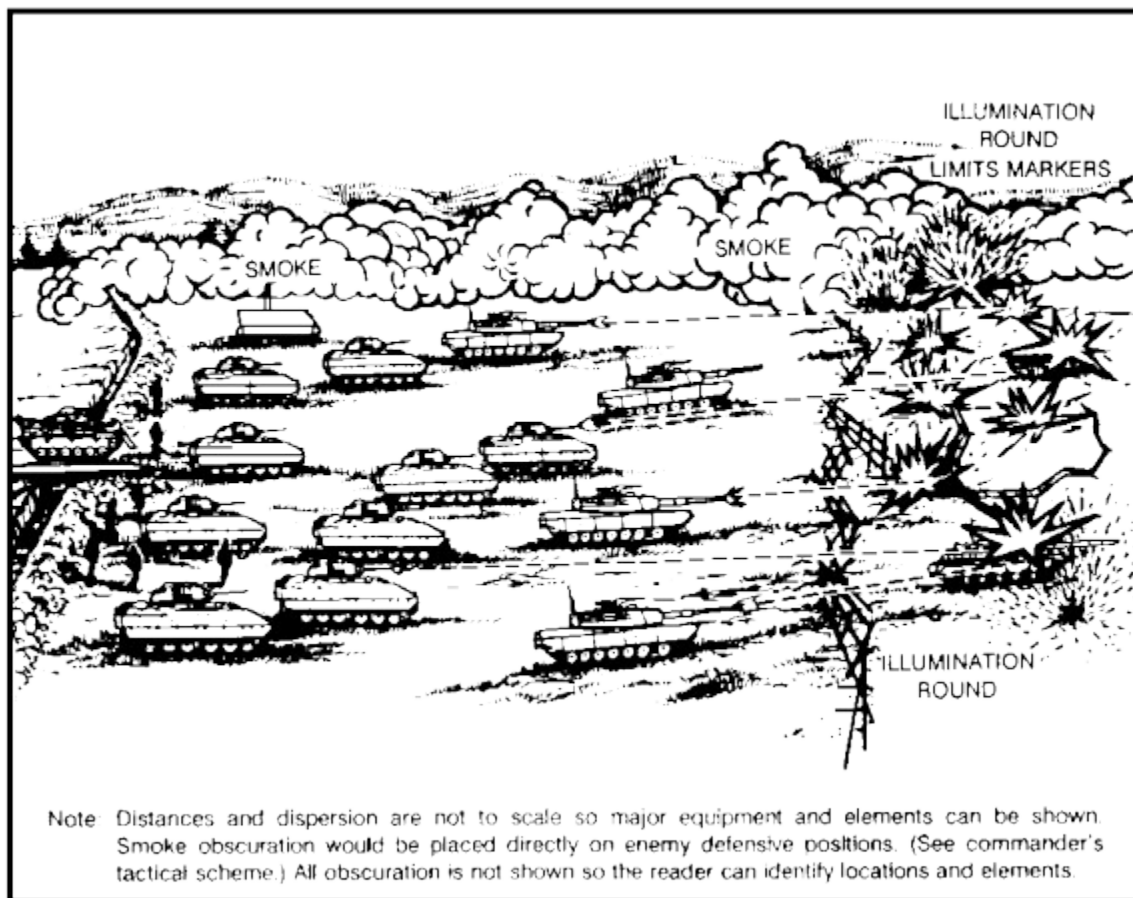 ILLUMINATION
ROUND
LIMITS MARKERS
SMOKE
SMOKE
ILLUMINATION
ROUND
Note: Distances and dispersion are not to scale so major equipment and elements can be shown.
Smoke obscuration would be placed directly on enemy defensive positions. (See commander's
tactical scheme.) All obscuration is not shown so the reader can identify locations and elements.